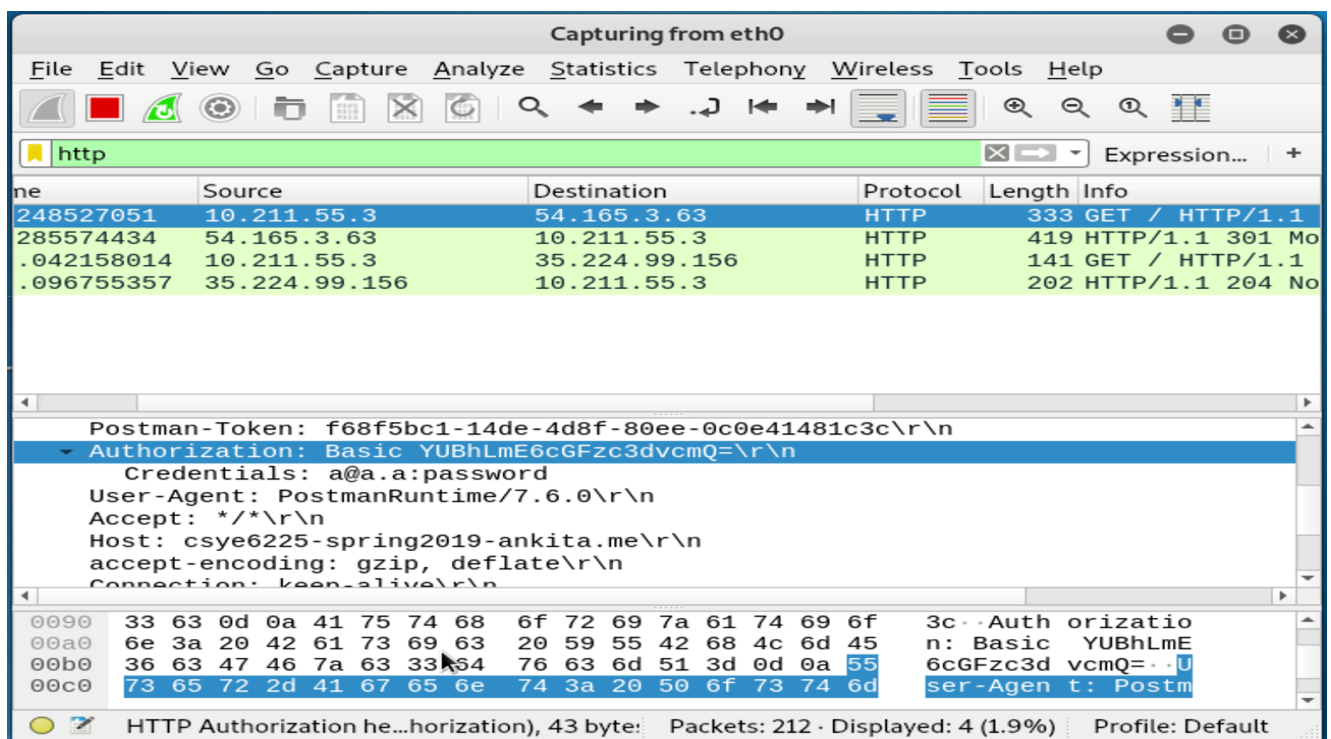 Capturing from eth0
File Edit View Go Capture Analyze Statistics Telephony Wireless Tools Help
http Expression... +
ne Source Destination Protocol Length Info
248527051 10.211.55.3 54.165.3.63 HTTP 333 GET / HTTP/1.1
285574434 54.165.3.63 10.211.55.3 HTTP 419 HTTP/1.1 301 Mo
.042158014 10.211.55.3 35.224.99.156 HTTP 141 GET / HTTP/1.1
.096755357 35.224.99.156 10.211.55.3 HTTP 202 HTTP/1.1 204 No
Postman-Token: f68f5bc1-14de-4d8f-80ee-0c0e41481c3c\r\n
Authorization: Basic YUBhLmE6cGFzc3dvcmQ=\r\n
Credentials: a@a.a:password
User-Agent: PostmanRuntime/7.6.0\r\n
Accept: */*\r\n
Host: csye6225-spring2019-ankita.me\r\n
accept-encoding: gzip, deflate\r\n
Connection: keep-alive\r\n
0090 33 63 0d 0a 41 75 74 68 6f 72 69 7a 61 74 69 6f 3c··Auth orizatio
00a0 6e 3a 20 42 61 73 69 63 20 59 55 42 68 4c 6d 45 n: Basic YUBhLmE
00b0 36 63 47 46 7a 63 33 64 76 63 6d 51 3d 0d 0a 55 6cGFzc3d vcmQ=··U
00c0 73 65 72 2d 41 67 65 6e 74 3a 20 50 6f 73 74 6d ser-Agen t: Postm
HTTP Authorization he...horization), 43 byte: Packets: 212 · Displayed: 4 (1.9%) Profile: Default